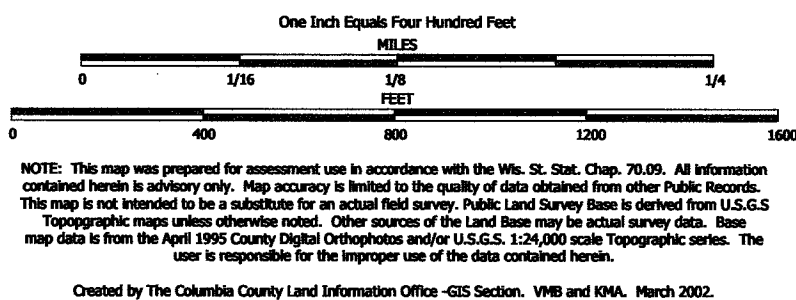 One Inch Equals Four Hundred Feet
MILES
0 1/16 1/8 1/4
FEET
0 400 800 1200 1600
NOTE: This map was prepared for assessment use in accordance with the Wis. St. Stat. Chap. 70.09. All information
contained herein is advisory only. Map accuracy is limited to the quality of data obtained from other Public Records.
This map is not intended to be a substitute for an actual field survey. Public Land Survey Base is derived from U.S.G.S
Topopgraphic maps unless otherwise noted. Other sources of the Land Base may be actual survey data. Base
map data is from the April 1995 County Digital Orthophotos and/or U.S.G.S. 1:24,000 scale Topographic series. The
user is responsible for the improper use of the data contained herein.
Created by The Columbia County Land Information Office -GIS Section. VMB and KMA. March 2002.